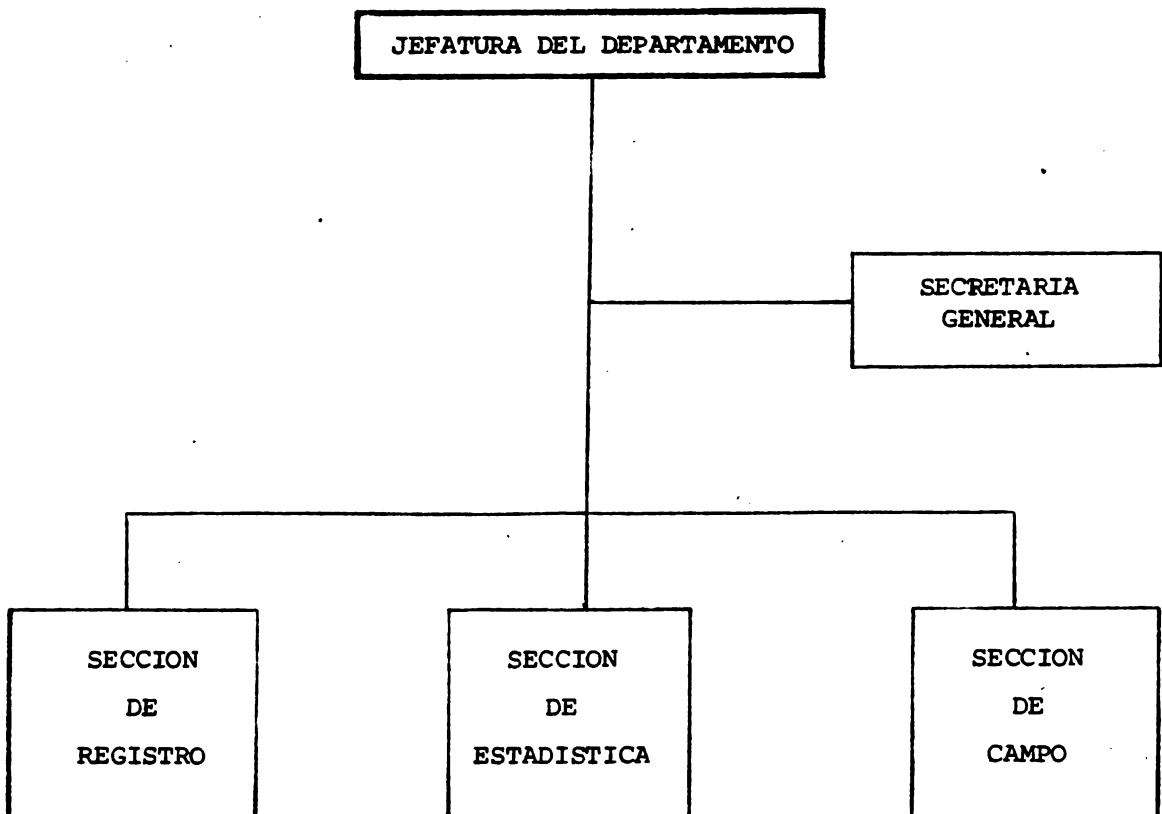 JEFATURA DEL DEPARTAMENTO
SECRETARIA
GENERAL
SECCION
DE
REGISTRO
SECCION
DE
ESTADISTICA
SECCION
DE
CAMPO